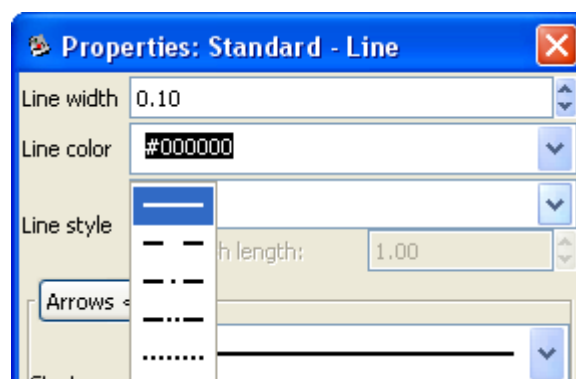 Properties: Standard - Line
Line width 0.10
Line color #000000
Line style
h length: 1.00
Arrows